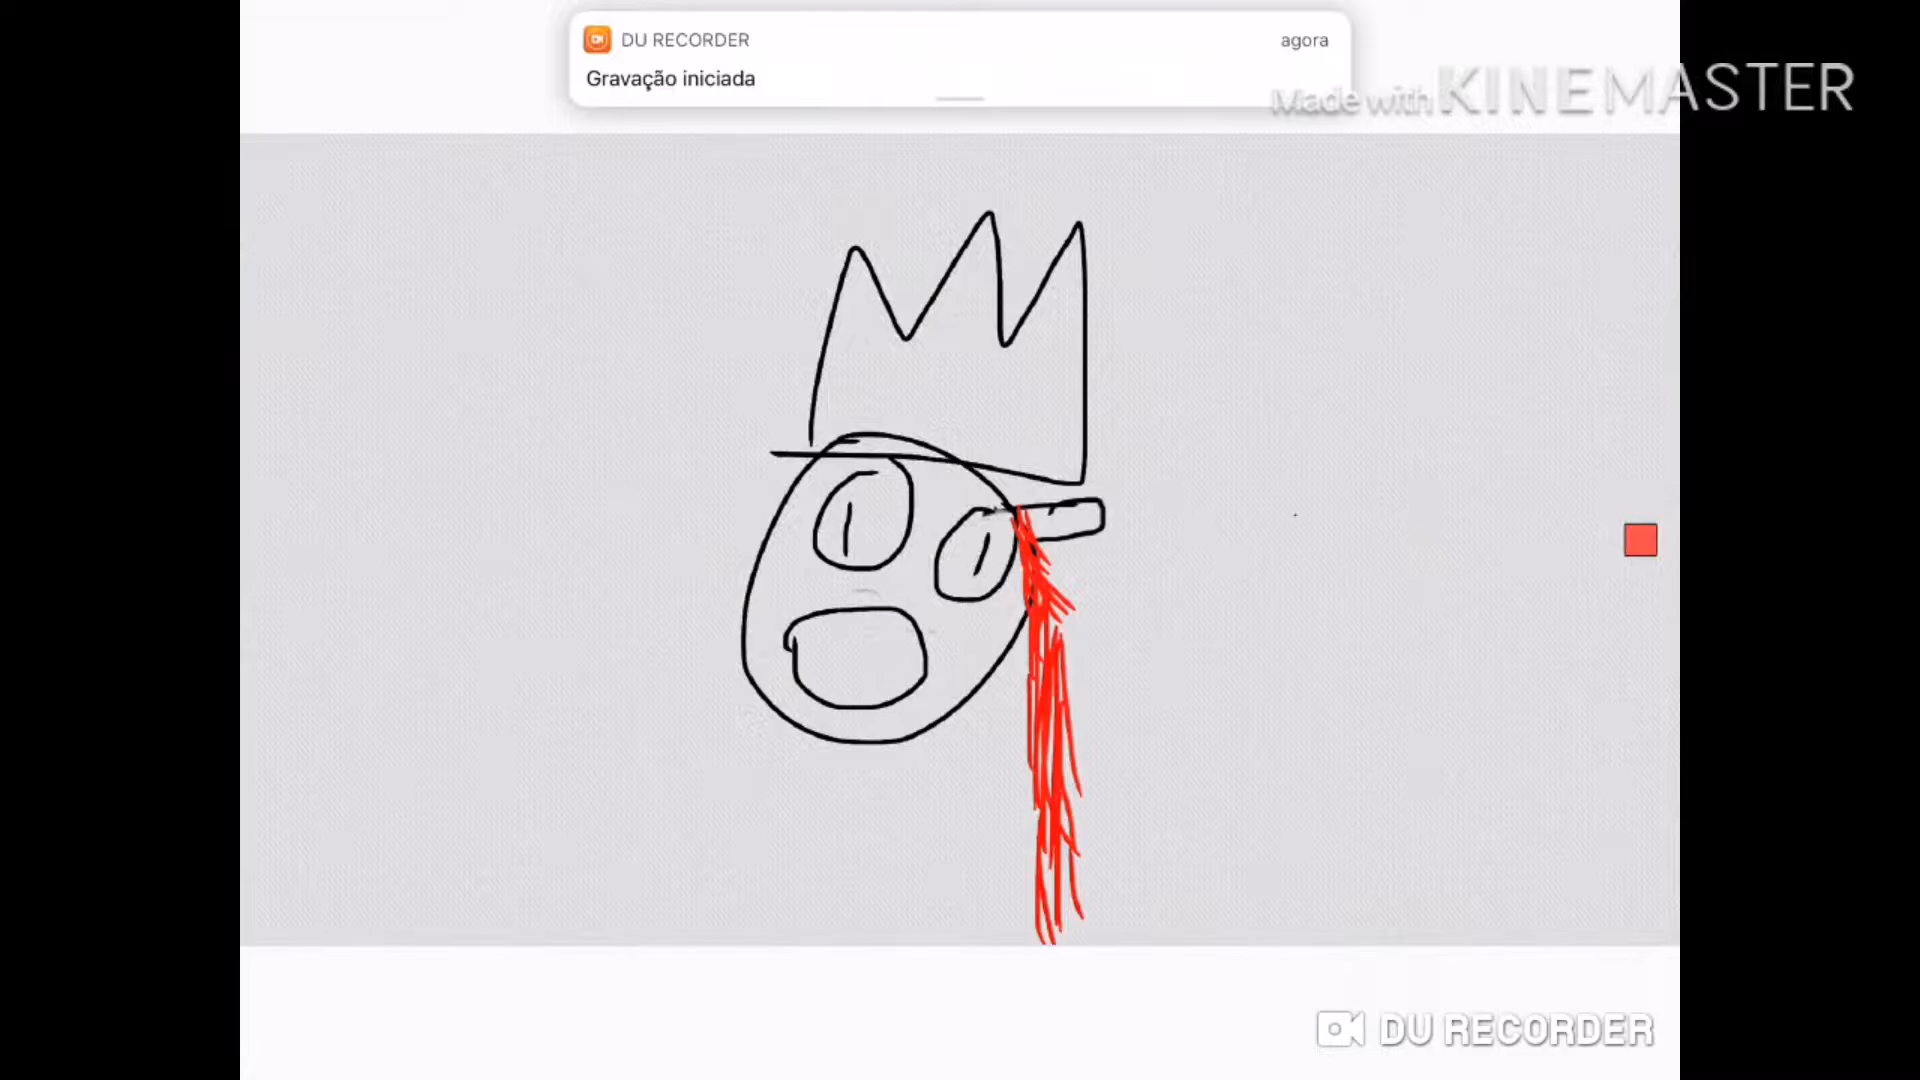 DU RECORDER
agora
Gravação iniciada
Made with KINEMASTER
DU RECORDER